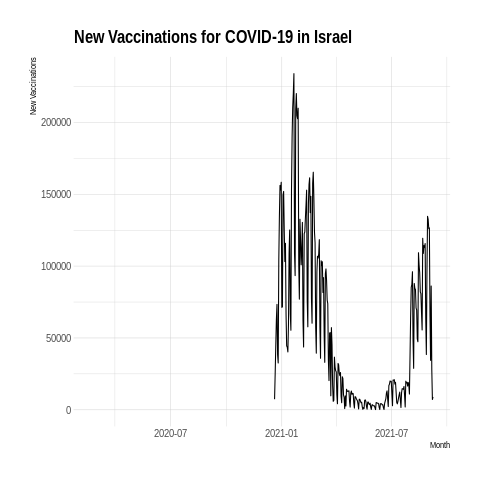 New Vaccinations for COVID-19 in Israel
New Vaccinations
200000
150000
100000
50000
0
2020-07
2021-01
2021-07
Month